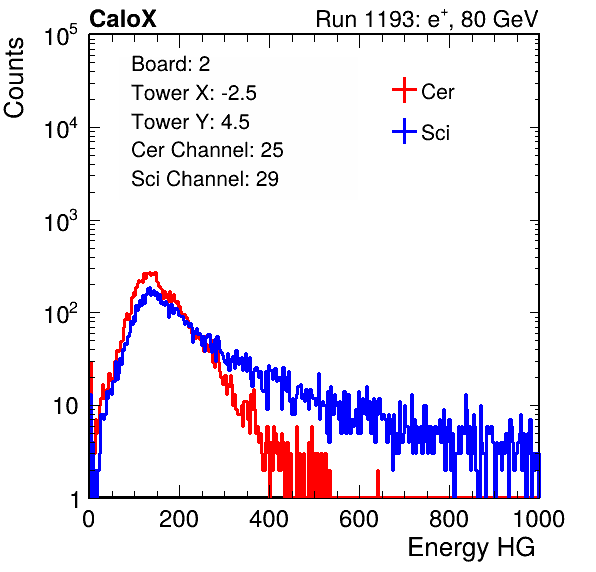 CaloX Run 1193: e⁺, 80 GeV
Counts
Board: 2
Tower X: -2.5
Tower Y: 4.5
Cer Channel: 25
Sci Channel: 29
Cer
Sci
10⁵
10⁴
10³
10²
10
1
0 200 400 600 800 1000
Energy HG